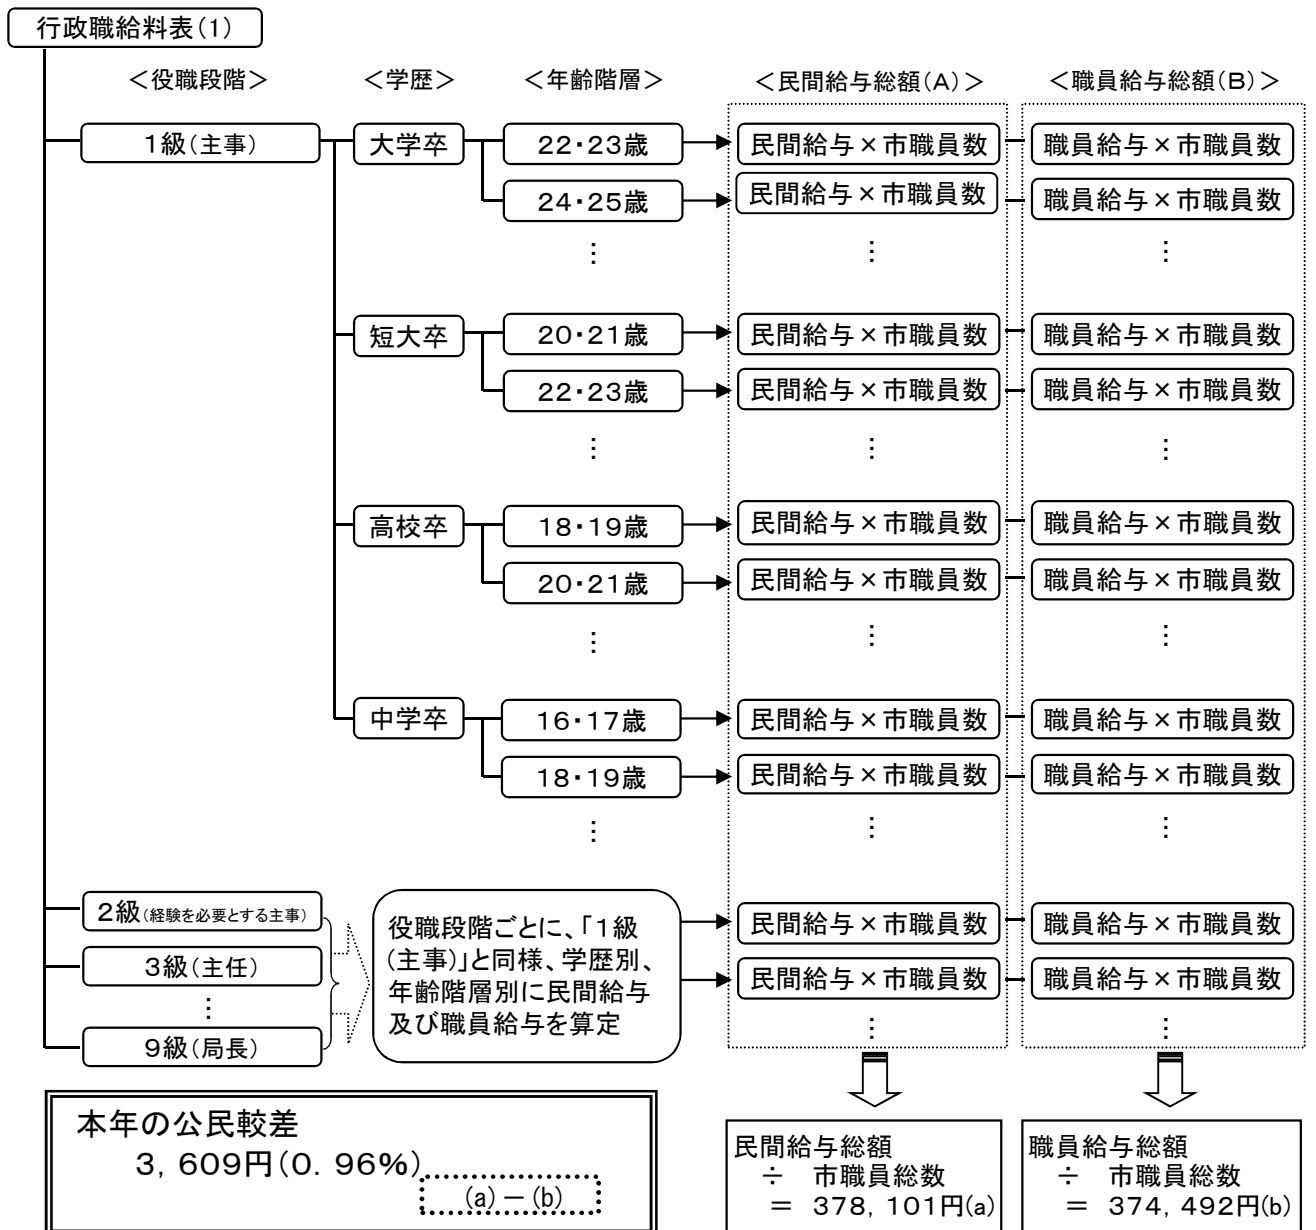 行政職給料表(1)
＜役職段階＞ ＜学歴＞ ＜年齢階層＞ ＜民間給与総額(A)＞ ＜職員給与総額(B)＞
1級(主事) 大学卒 22・23歳 民間給与×市職員数 職員給与×市職員数
24・25歳 民間給与×市職員数 職員給与×市職員数
⋮ ⋮ ⋮
短大卒 20・21歳 民間給与×市職員数 職員給与×市職員数
22・23歳 民間給与×市職員数 職員給与×市職員数
⋮ ⋮ ⋮
高校卒 18・19歳 民間給与×市職員数 職員給与×市職員数
20・21歳 民間給与×市職員数 職員給与×市職員数
⋮ ⋮ ⋮
中学卒 16・17歳 民間給与×市職員数 職員給与×市職員数
18・19歳 民間給与×市職員数 職員給与×市職員数
⋮ ⋮ ⋮
2級(経験を必要とする主事)
3級(主任)
⋮
9級(局長)
役職段階ごとに、「1級
(主事)」と同様、学歴別、
年齢階層別に民間給与
及び職員給与を算定
民間給与×市職員数 職員給与×市職員数
民間給与×市職員数 職員給与×市職員数
⋮ ⋮
本年の公民較差
3，609円(0．96%)
(a)－(b)
民間給与総額
÷ 市職員総数
＝ 378，101円(a)
職員給与総額
÷ 市職員総数
＝ 374，492円(b)